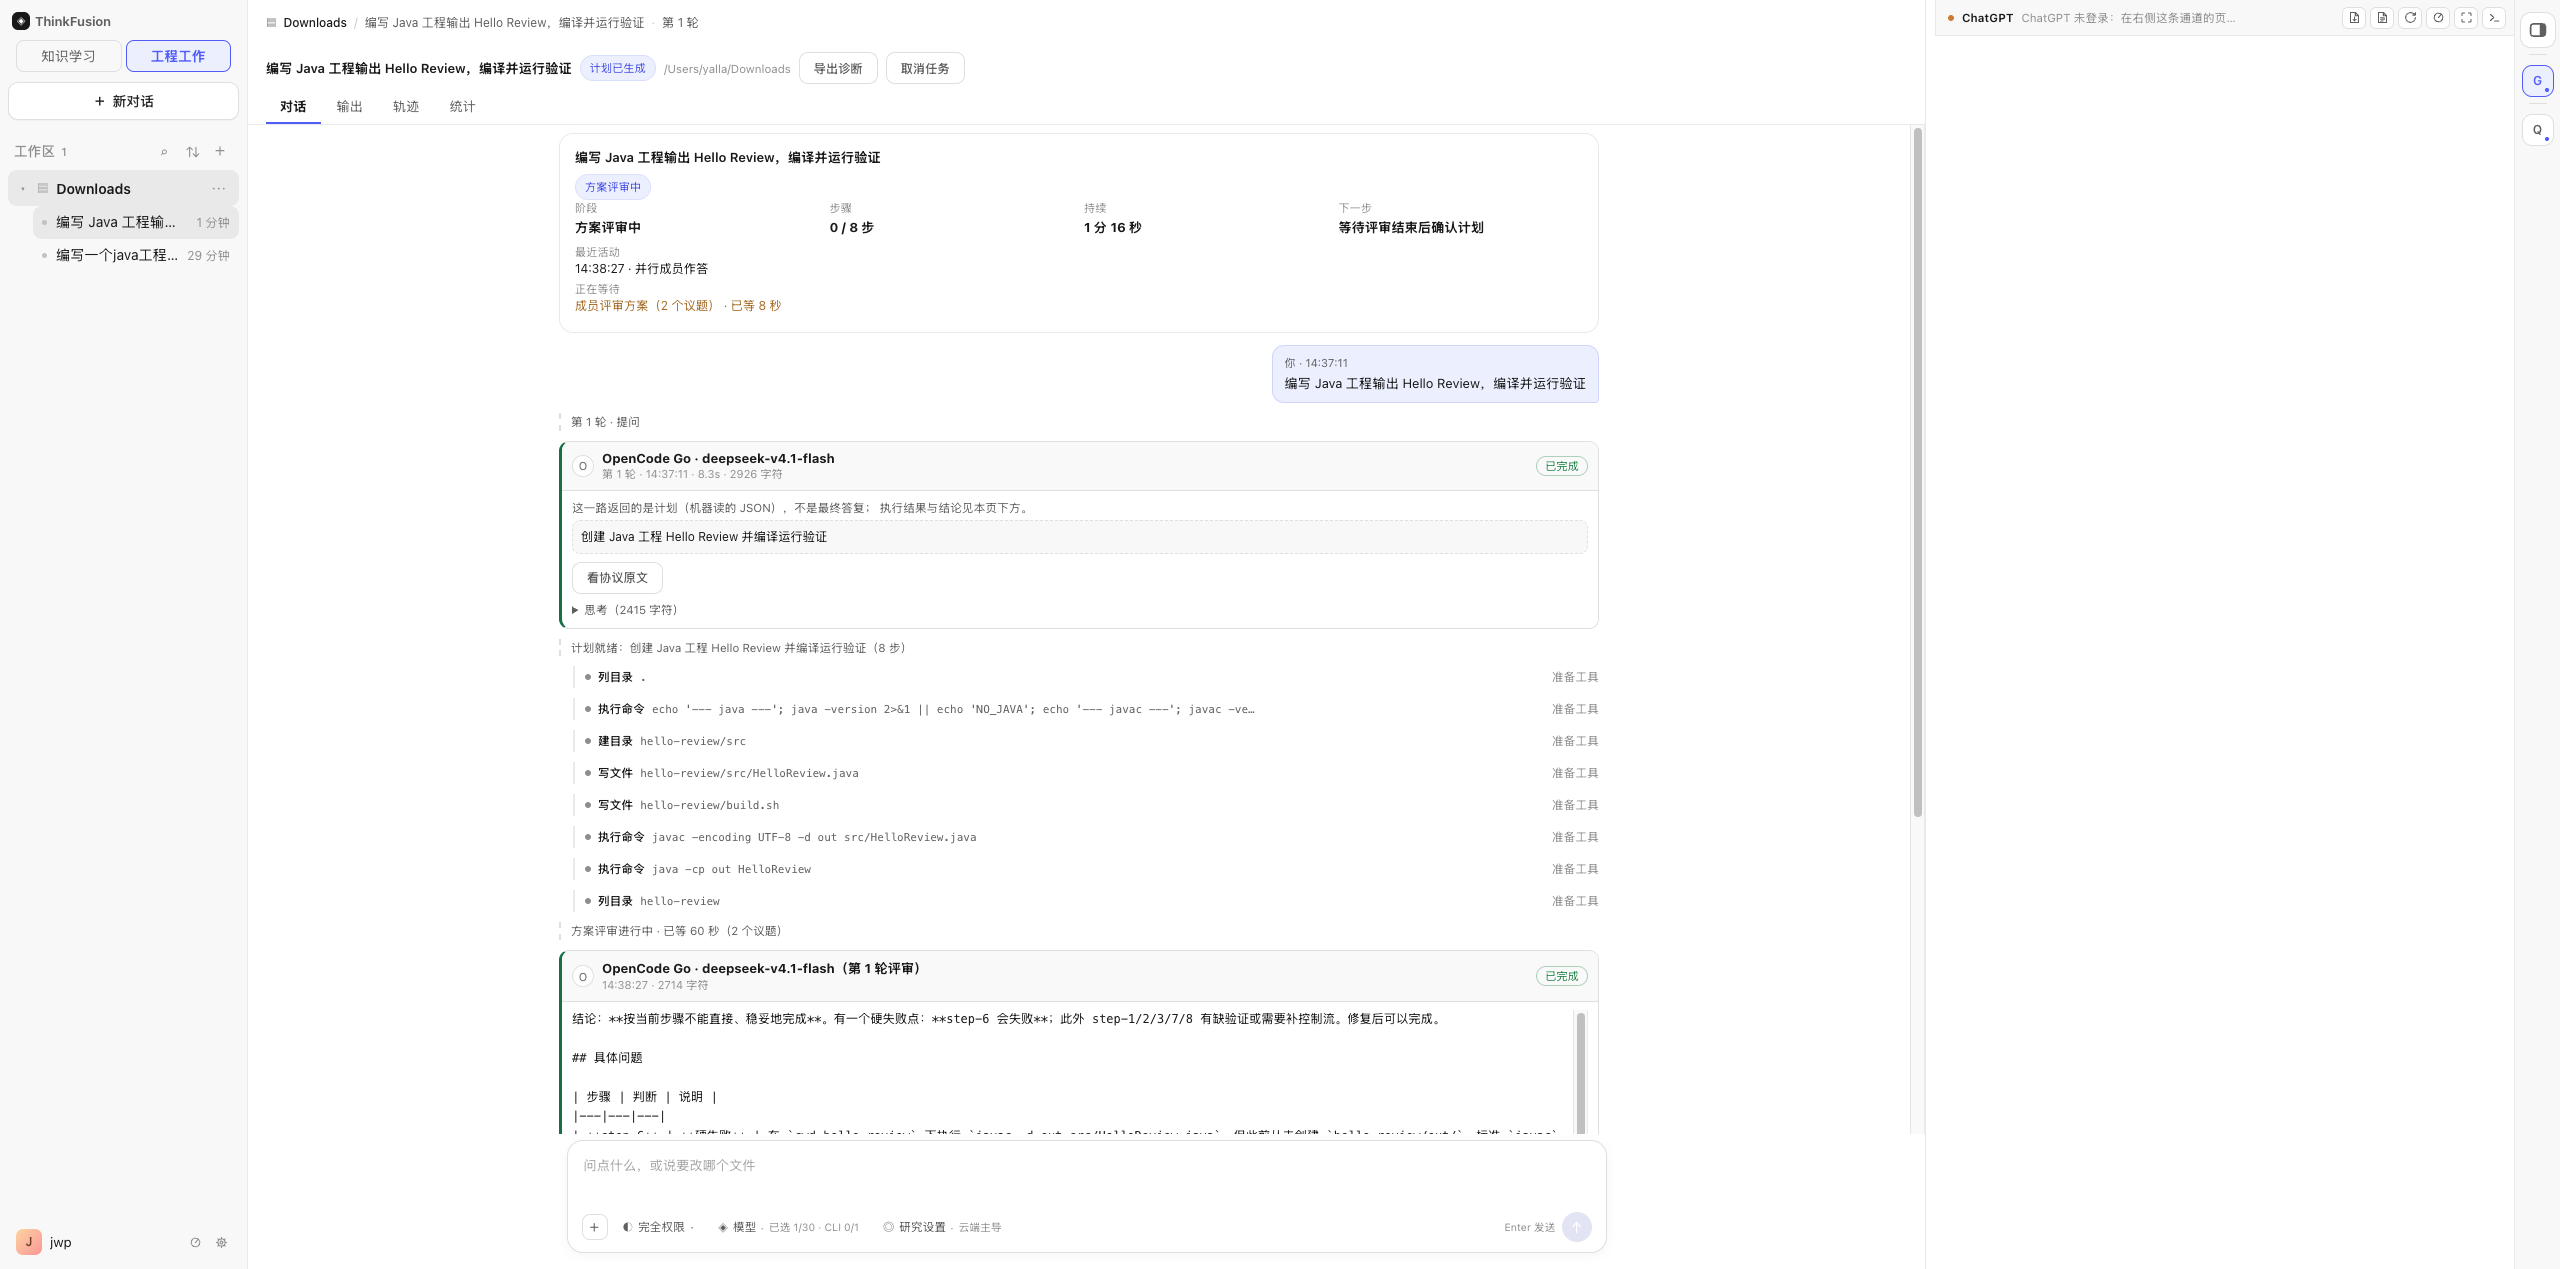 ThinkFusion
知识学习
工程工作
+ 新对话
工作区 1
Downloads
编写 Java 工程输... 1 分钟
编写一个java工程... 29 分钟
J jwp
Downloads / 编写 Java 工程输出 Hello Review，编译并运行验证 · 第 1 轮
编写 Java 工程输出 Hello Review，编译并运行验证 计划已生成 /Users/yalla/Downloads 导出诊断 取消任务
对话 输出 轨迹 统计
编写 Java 工程输出 Hello Review，编译并运行验证
方案评审中
阶段 步骤 持续 下一步
方案评审中 0 / 8 步 1 分 16 秒 等待评审结束后确认计划
最近活动
14:38:27 · 并行成员作答
正在等待
成员评审方案（2 个议题） · 已等 8 秒
你 · 14:37:11
编写 Java 工程输出 Hello Review，编译并运行验证
第 1 轮 · 提问
O OpenCode Go · deepseek-v4.1-flash
第 1 轮 · 14:37:11 · 8.3s · 2926 字符
已完成
这一路返回的是计划（机器读的 JSON），不是最终答复； 执行结果与结论见本页下方。
创建 Java 工程 Hello Review 并编译运行验证
看协议原文
思考（2415 字符）
计划就绪：创建 Java 工程 Hello Review 并编译运行验证（8 步）
列目录 . 准备工具
执行命令 echo '--- java ---'; java -version 2>&1 || echo 'NO_JAVA'; echo '--- javac ---'; javac -ve… 准备工具
建目录 hello-review/src 准备工具
写文件 hello-review/src/HelloReview.java 准备工具
写文件 hello-review/build.sh 准备工具
执行命令 javac -encoding UTF-8 -d out src/HelloReview.java 准备工具
执行命令 java -cp out HelloReview 准备工具
列目录 hello-review 准备工具
方案评审进行中 · 已等 60 秒（2 个议题）
O OpenCode Go · deepseek-v4.1-flash（第 1 轮评审）
14:38:27 · 2714 字符
已完成
结论：**按当前步骤不能直接、稳妥地完成**。有一个硬失败点：**step-6 会失败**；此外 step-1/2/3/7/8 有缺验证或需要补控制流。修复后可以完成。
## 具体问题
| 步骤 | 判断 | 说明 |
|---|---|---|
问点什么，或说要改哪个文件
+ 完全权限 · 模型 · 已选 1/30 · CLI 0/1 研究设置 · 云端主导
Enter 发送
ChatGPT ChatGPT 未登录：在右侧这条通道的页...
G
Q